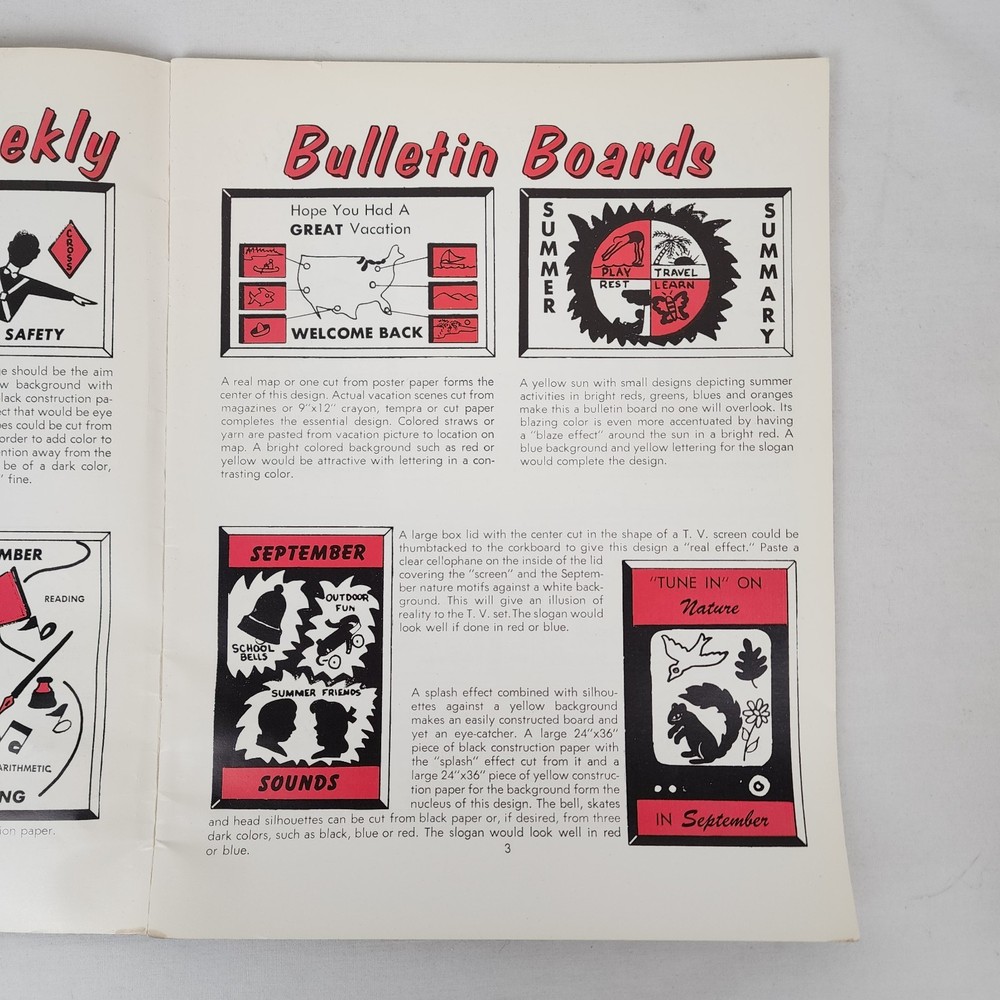 ekly
CROSS
SAFETY
e should be the aim
w background with
lack construction pa-
ect that would be eye
es could be cut from
order to add color to
ntion away from the
be of a dark color,
" fine.
MBER
READING
ARITHMETIC
NG
ion paper.
Bulletin Boards
Hope You Had A
GREAT Vacation
WELCOME BACK
SUMMER
PLAY
TRAVEL
REST
LEARN
SUMMARY
A real map or one cut from poster paper forms the
center of this design. Actual vacation scenes cut from
magazines or 9"x12" crayon, tempra or cut paper
completes the essential design. Colored straws or
yarn are pasted from vacation picture to location on
map. A bright colored background such as red or
yellow would be attractive with lettering in a con-
trasting color.
A yellow sun with small designs depicting summer
activities in bright reds, greens, blues and oranges
make this a bulletin board no one will overlook. Its
blazing color is even more accentuated by having
a "blaze effect" around the sun in a bright red. A
blue background and yellow lettering for the slogan
would complete the design.
SEPTEMBER
OUTDOOR
FUN
SCHOOL
BELLS
SUMMER FRIENDS
SOUNDS
A large box lid with the center cut in the shape of a T. V. screen could be
thumbtacked to the corkboard to give this design a "real effect." Paste a
clear cellophane on the inside of the lid
covering the "screen" and the Septem-
ber nature motifs against a white back-
ground. This will give an illusion of
reality to the T. V. set. The slogan would
look well if done in red or blue.
"TUNE IN" ON
Nature
IN September
A splash effect combined with silhou-
ettes against a yellow background
makes an easily constructed board and
yet an eye-catcher. A large 24"x36"
piece of black construction paper with
the "splash" effect cut from it and a
large 24"x36" piece of yellow construc-
tion paper for the background form the
nucleus of this design. The bell, skates
and head silhouettes can be cut from black paper or, if desired, from three
dark colors, such as black, blue or red. The slogan would look well in red
or blue.
3